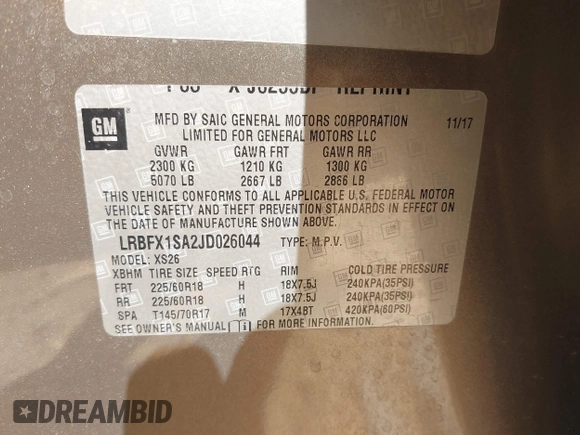 GM
MFD BY SAIC GENERAL MOTORS CORPORATION 11/17
LIMITED FOR GENERAL MOTORS LLC
GVWR GAWR FRT GAWR RR
2300 KG 1210 KG 1300 KG
5070 LB 2667 LB 2866 LB
THIS VEHICLE CONFORMS TO ALL APPLICABLE U.S. FEDERAL MOTOR
VEHICLE SAFETY AND THEFT PREVENTION STANDARDS IN EFFECT ON
THE DATE OF MANUFACTURE SHOWN ABOVE.
LRBFX1SA2JD026044 TYPE: M.P.V.
MODEL: XS26
XBHM TIRE SIZE SPEED RTG RIM COLD TIRE PRESSURE
FRT 225/60R18 H 18X7.5J 240KPA(35PSI)
RR 225/60R18 H 18X7.5J 240KPA(35PSI)
SPA T145/70R17 M 17X4BT 420KPA(60PSI)
SEE OWNER'S MANUAL FOR MORE INFORMATION
DREAMBID